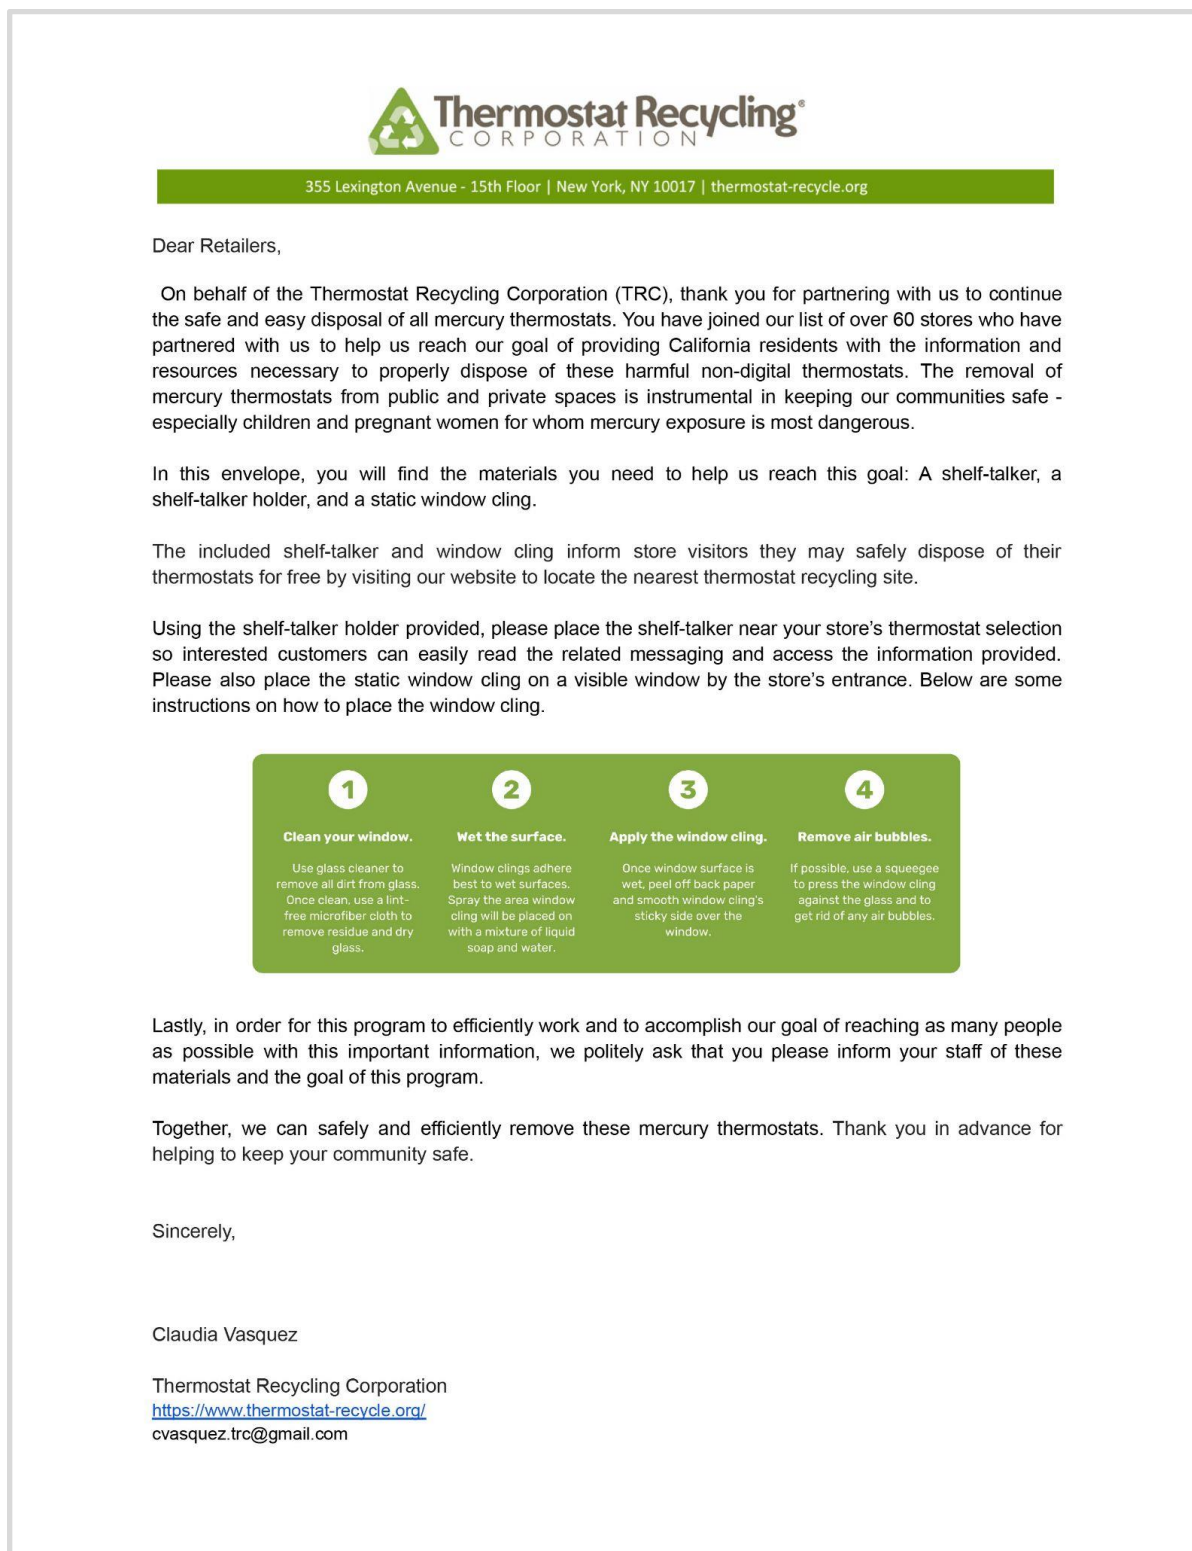 Thermostat Recycling®
CORPORATION
355 Lexington Avenue - 15th Floor | New York, NY 10017 | thermostat-recycle.org
Dear Retailers,
On behalf of the Thermostat Recycling Corporation (TRC), thank you for partnering with us to continue
the safe and easy disposal of all mercury thermostats. You have joined our list of over 60 stores who have
partnered with us to help us reach our goal of providing California residents with the information and
resources necessary to properly dispose of these harmful non-digital thermostats. The removal of
mercury thermostats from public and private spaces is instrumental in keeping our communities safe -
especially children and pregnant women for whom mercury exposure is most dangerous.
In this envelope, you will find the materials you need to help us reach this goal: A shelf-talker, a
shelf-talker holder, and a static window cling.
The included shelf-talker and window cling inform store visitors they may safely dispose of their
thermostats for free by visiting our website to locate the nearest thermostat recycling site.
Using the shelf-talker holder provided, please place the shelf-talker near your store’s thermostat selection
so interested customers can easily read the related messaging and access the information provided.
Please also place the static window cling on a visible window by the store’s entrance. Below are some
instructions on how to place the window cling.
1
Clean your window.
Use glass cleaner to
remove all dirt from glass.
Once clean, use a lint-
free microfiber cloth to
remove residue and dry
glass.
2
Wet the surface.
Window clings adhere
best to wet surfaces.
Spray the area window
cling will be placed on
with a mixture of liquid
soap and water.
3
Apply the window cling.
Once window surface is
wet, peel off back paper
and smooth window cling's
sticky side over the
window.
4
Remove air bubbles.
If possible, use a squeegee
to press the window cling
against the glass and to
get rid of any air bubbles.
Lastly, in order for this program to efficiently work and to accomplish our goal of reaching as many people
as possible with this important information, we politely ask that you please inform your staff of these
materials and the goal of this program.
Together, we can safely and efficiently remove these mercury thermostats. Thank you in advance for
helping to keep your community safe.
Sincerely,
Claudia Vasquez
Thermostat Recycling Corporation
https://www.thermostat-recycle.org/
cvasquez.trc@gmail.com